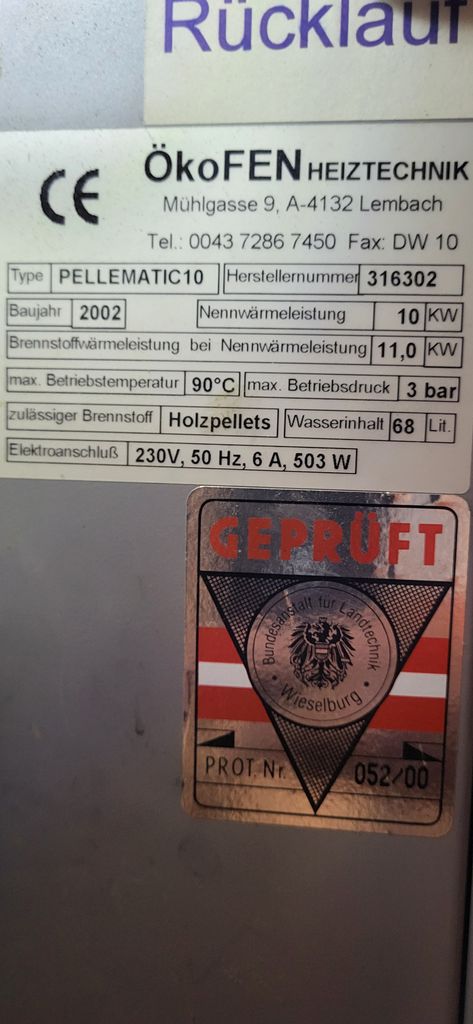 Rücklauf
CE
ÖkoFEN HEIZTECHNIK
Mühlgasse 9, A-4132 Lembach
Tel.: 0043 7286 7450 Fax: DW 10
Type PELLEMATIC10 Herstellernummer 316302
Baujahr 2002 Nennwärmeleistung 10 KW
Brennstoffwärmeleistung bei Nennwärmeleistung 11,0 KW
max. Betriebstemperatur 90°C max. Betriebsdruck 3 bar
zulässiger Brennstoff Holzpellets Wasserinhalt 68 Lit.
Elektroanschluß 230V, 50 Hz, 6 A, 503 W
GEPRÜFT
Bundesanstalt für Landtechnik
· Wieselburg ·
PROT. Nr. 052/00